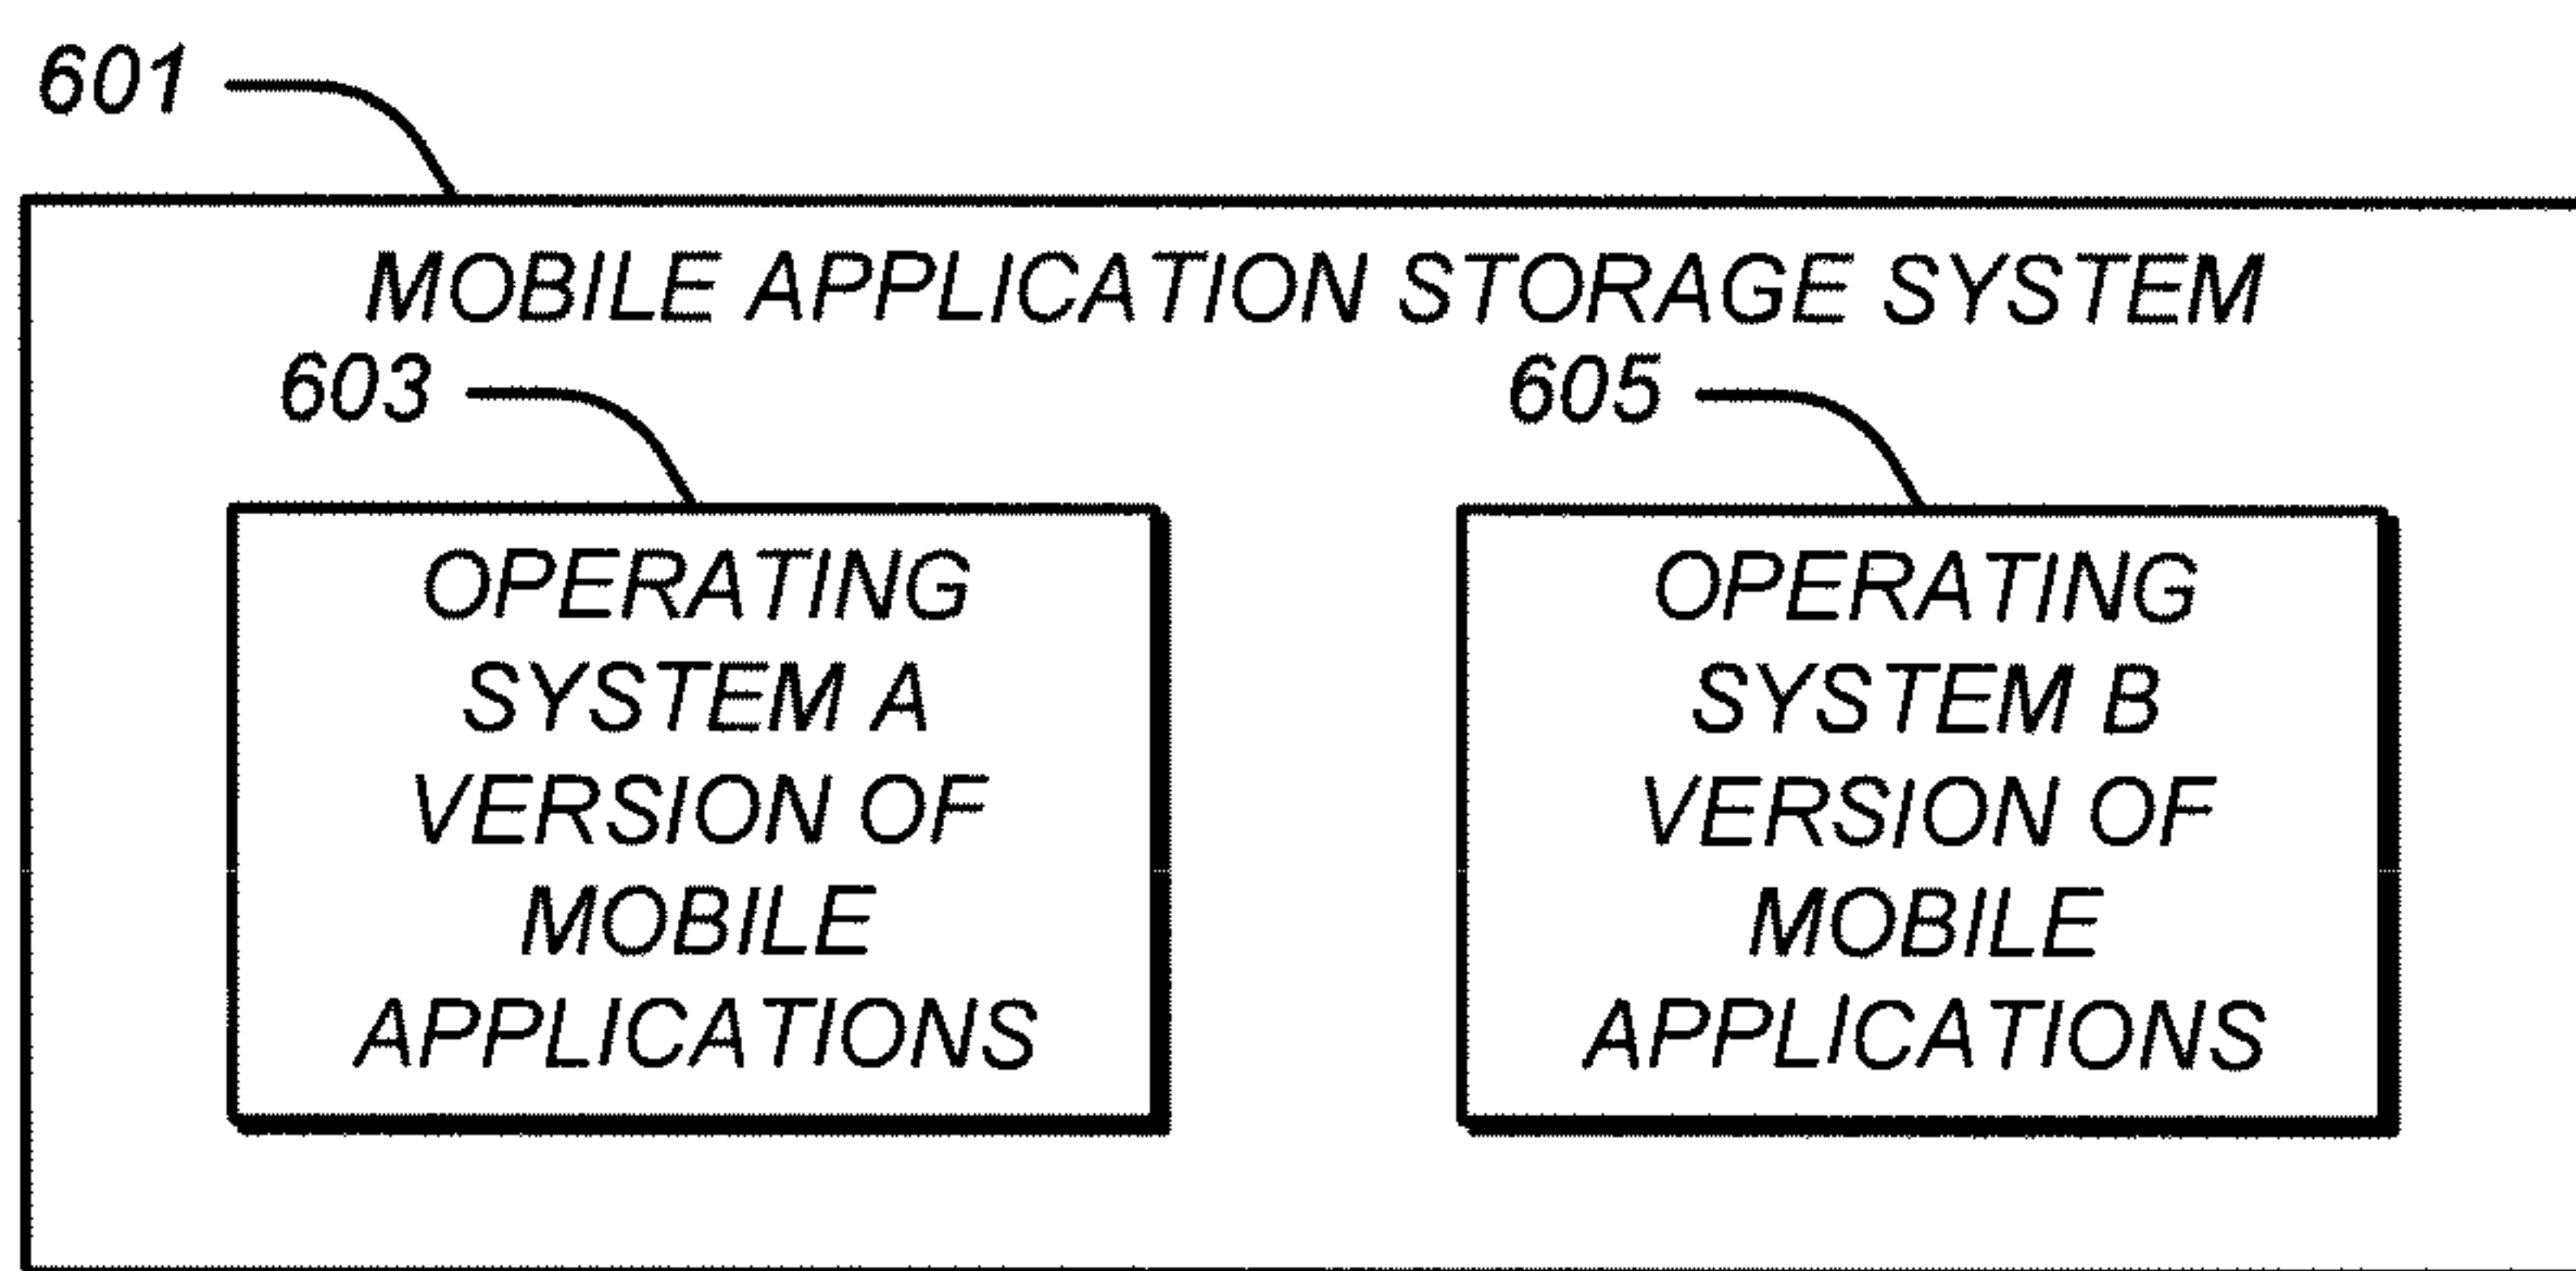 601
MOBILE APPLICATION STORAGE SYSTEM
603
605
OPERATING
SYSTEM A
VERSION OF
MOBILE
APPLICATIONS
OPERATING
SYSTEM B
VERSION OF
MOBILE
APPLICATIONS